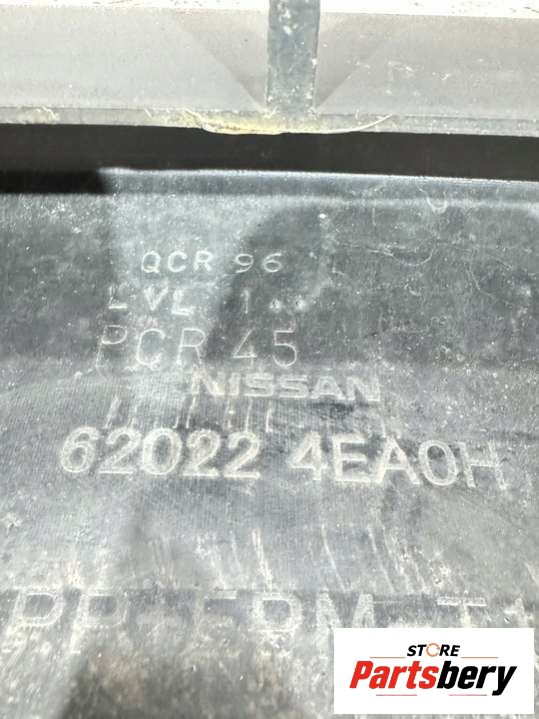 QCR 96
LVL 1
PCR 45
NISSAN
62022 4EA0H
STORE
Partsbery